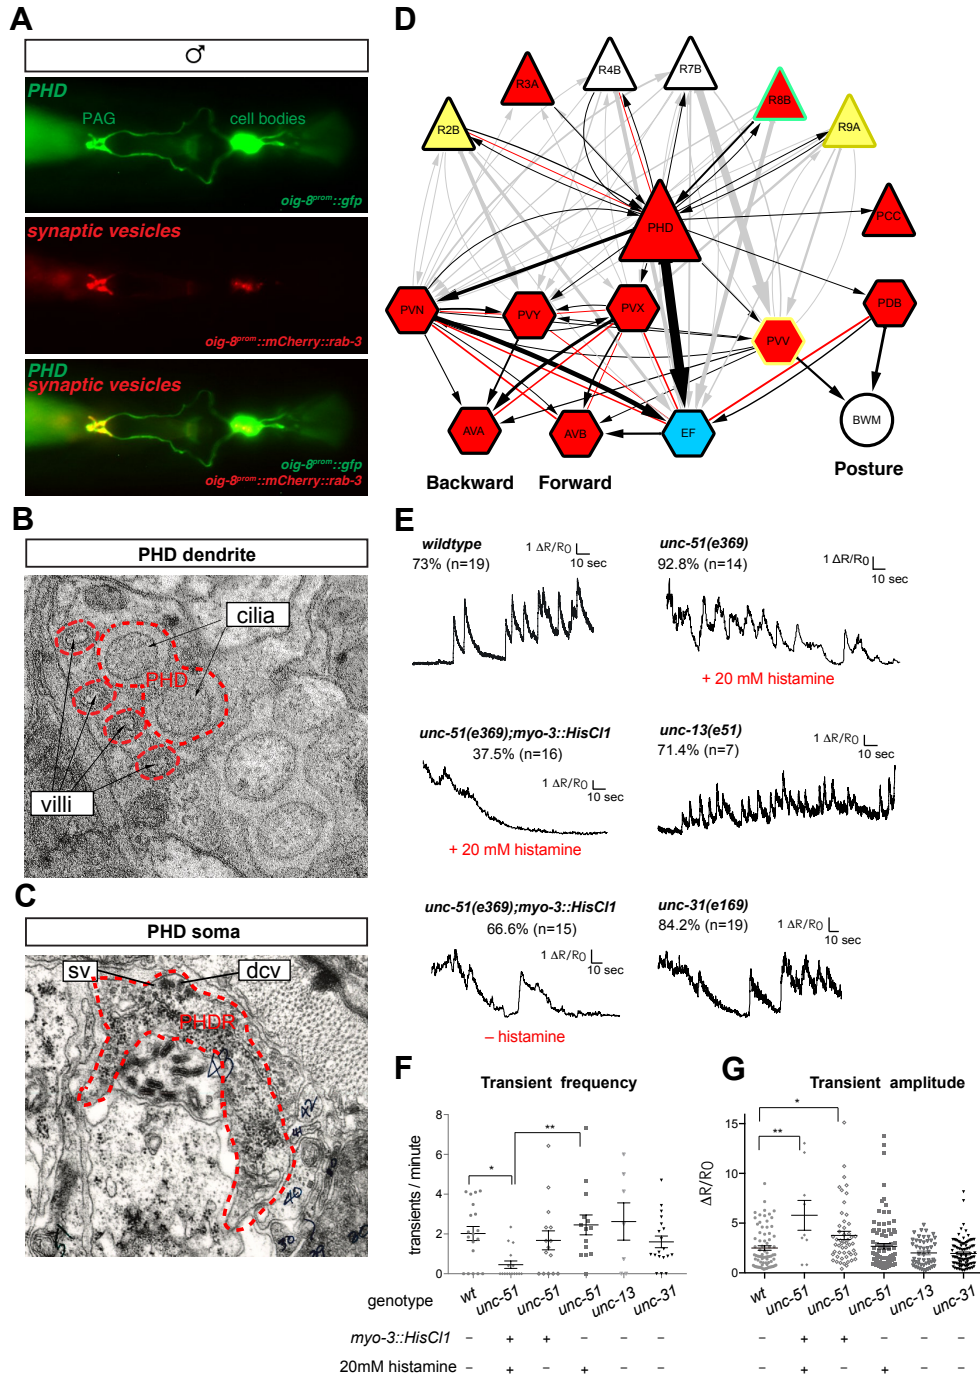 A
♂
PHD
PAG
cell bodies
oig-8prom::gfp
synaptic vesicles
oig-8prom::mCherry::rab-3
PHD
synaptic vesicles
oig-8prom::gfp
oig-8prom::mCherry::rab-3
B
PHD dendrite
cilia
PHD
villi
C
PHD soma
sv
dcv
PHDR
D
R4B
R7B
R3A
R8B
R2B
R9A
PHD
PCC
PVN
PVY
PVX
PVV
PDB
AVA
AVB
EF
BWM
Backward
Forward
Posture
E
wildtype
73% (n=19)
1 ΔR/R0
10 sec
unc-51(e369)
92.8% (n=14)
1 ΔR/R0
10 sec
+ 20 mM histamine
unc-51(e369);myo-3::HisCl1
37.5% (n=16)
1 ΔR/R0
10 sec
+ 20 mM histamine
unc-13(e51)
71.4% (n=7)
1 ΔR/R0
10 sec
unc-51(e369);myo-3::HisCl1
66.6% (n=15)
1 ΔR/R0
10 sec
– histamine
unc-31(e169)
84.2% (n=19)
1 ΔR/R0
10 sec
F
Transient frequency
transients / minute
8
6
4
2
0
*
**
genotype
wt
unc-51
unc-51
unc-51
unc-13
unc-31
myo-3::HisCl1
– + + – – –
20mM histamine
– + – + – –
G
Transient amplitude
ΔR/R0
15
10
5
0
**
*
wt
unc-51
unc-51
unc-51
unc-13
unc-31
– + + – – –
– + – + – –